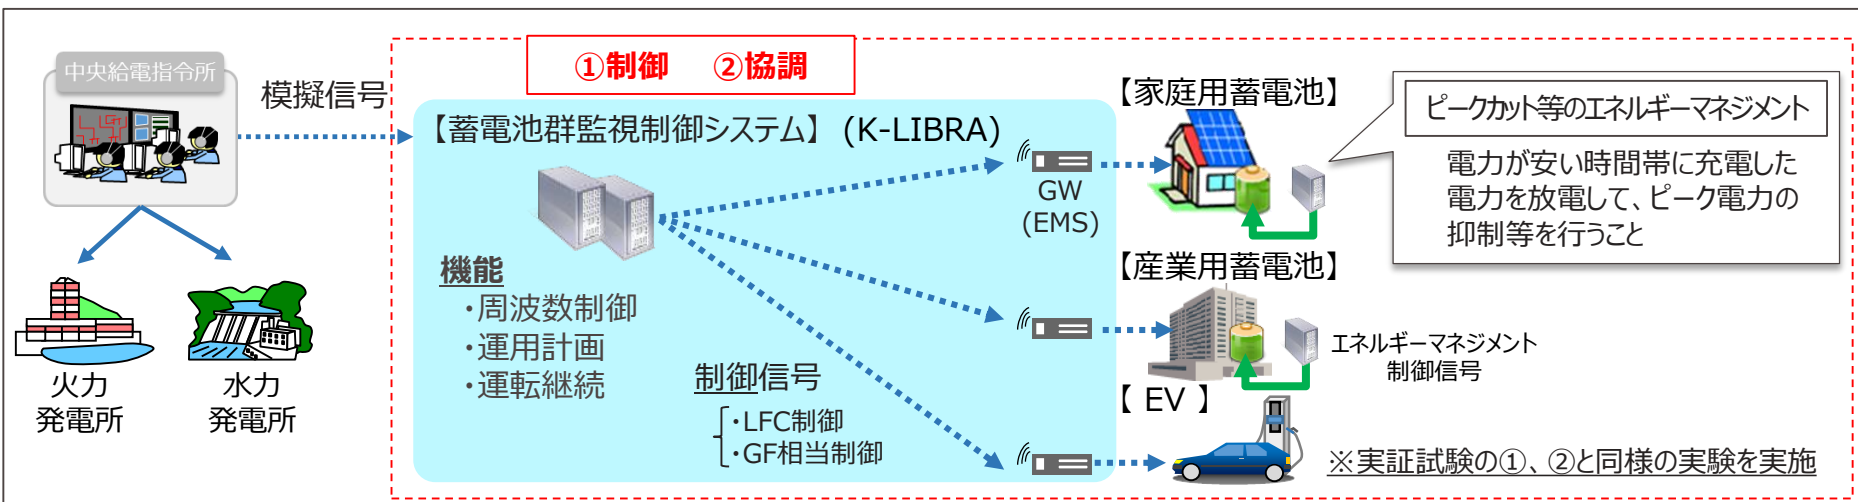 中央給電指令所
模擬信号
①制御　②協調
【蓄電池群監視制御システム】 (K-LIBRA)
機能
・周波数制御
・運用計画
・運転継続
制御信号
・LFC制御
・GF相当制御
GW
(EMS)
火力
発電所
水力
発電所
【家庭用蓄電池】
ピークカット等のエネルギーマネジメント
電力が安い時間帯に充電した
電力を放電して、ピーク電力の
抑制等を行うこと
【産業用蓄電池】
エネルギーマネジメント
制御信号
【 EV 】
※実証試験の①、②と同様の実験を実施